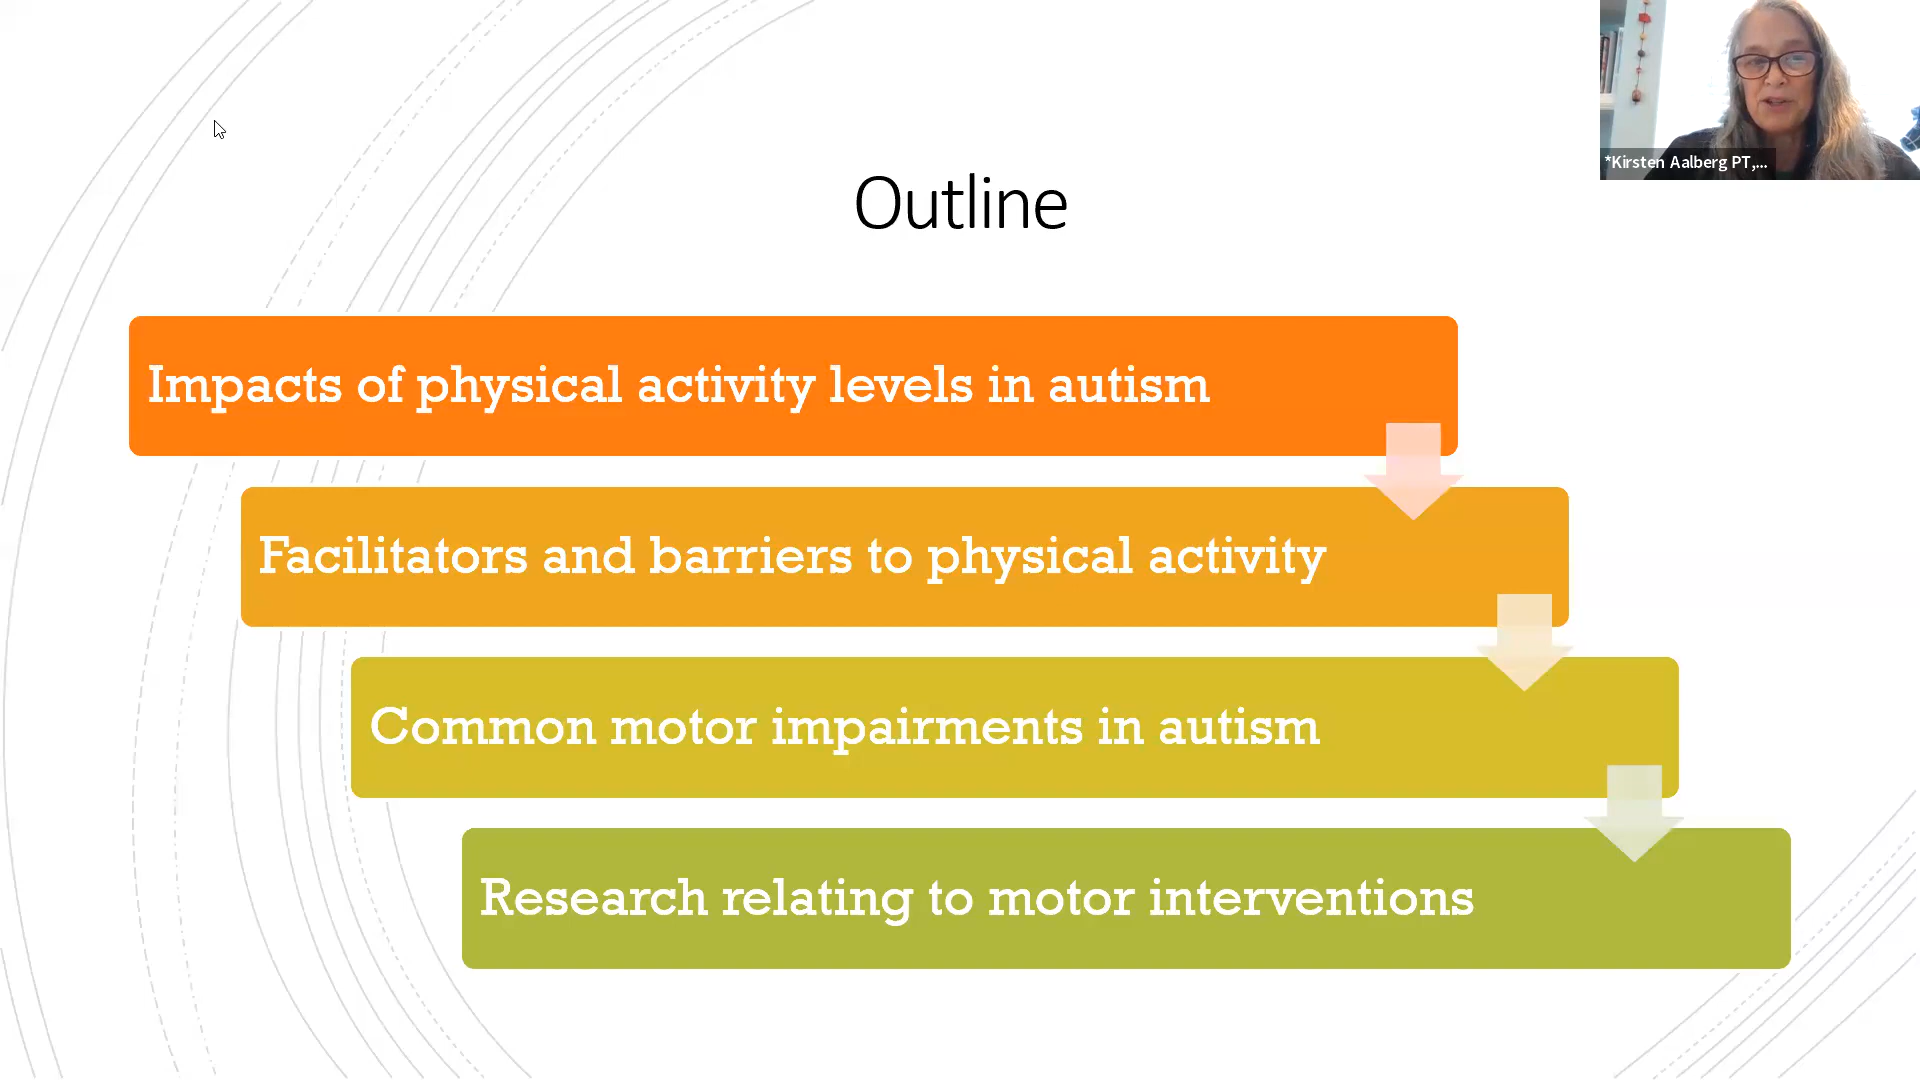 *Kirsten Aalberg PT,...
Outline
Impacts of physical activity levels in autism
Facilitators and barriers to physical activity
Common motor impairments in autism
Research relating to motor interventions